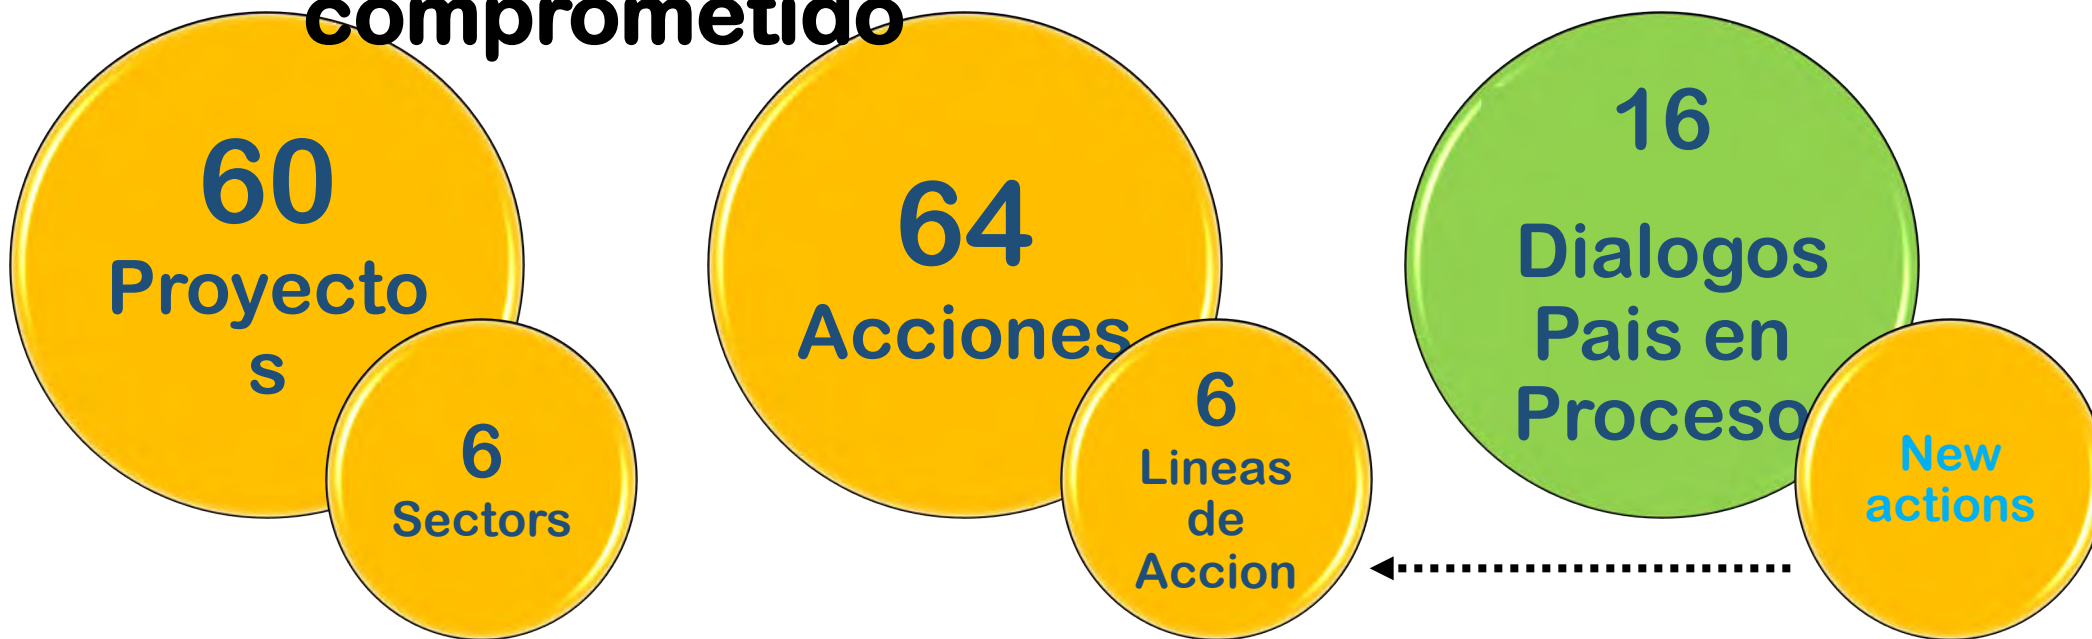 comprometido
60
Proyecto
s
6
Sectors
64
Acciones
6
Lineas
de
Accion
16
Dialogos
Pais en
Proceso
New
actions